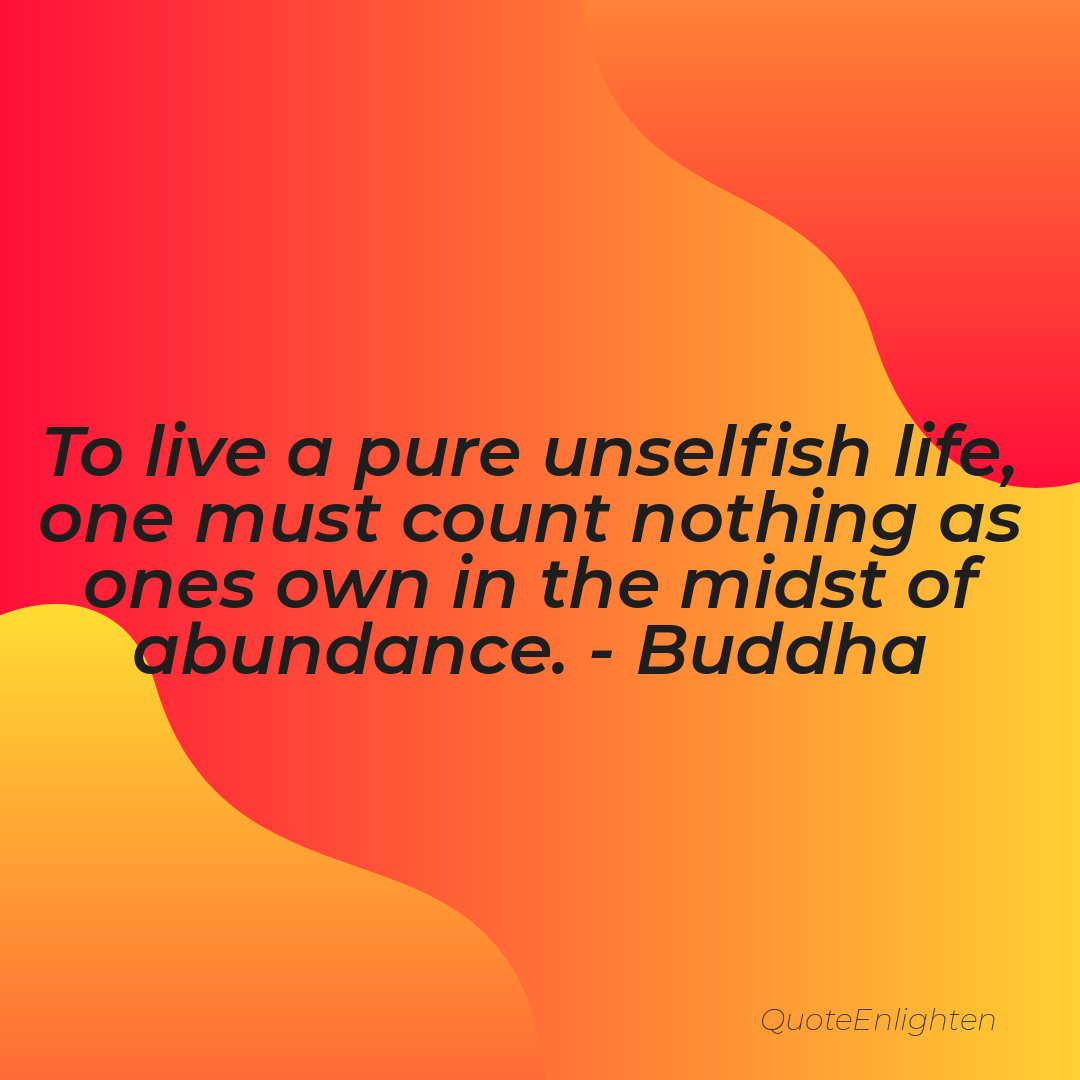 To live a pure unselfish life,
one must count nothing as
ones own in the midst of
abundance. - Buddha
QuoteEnlighten